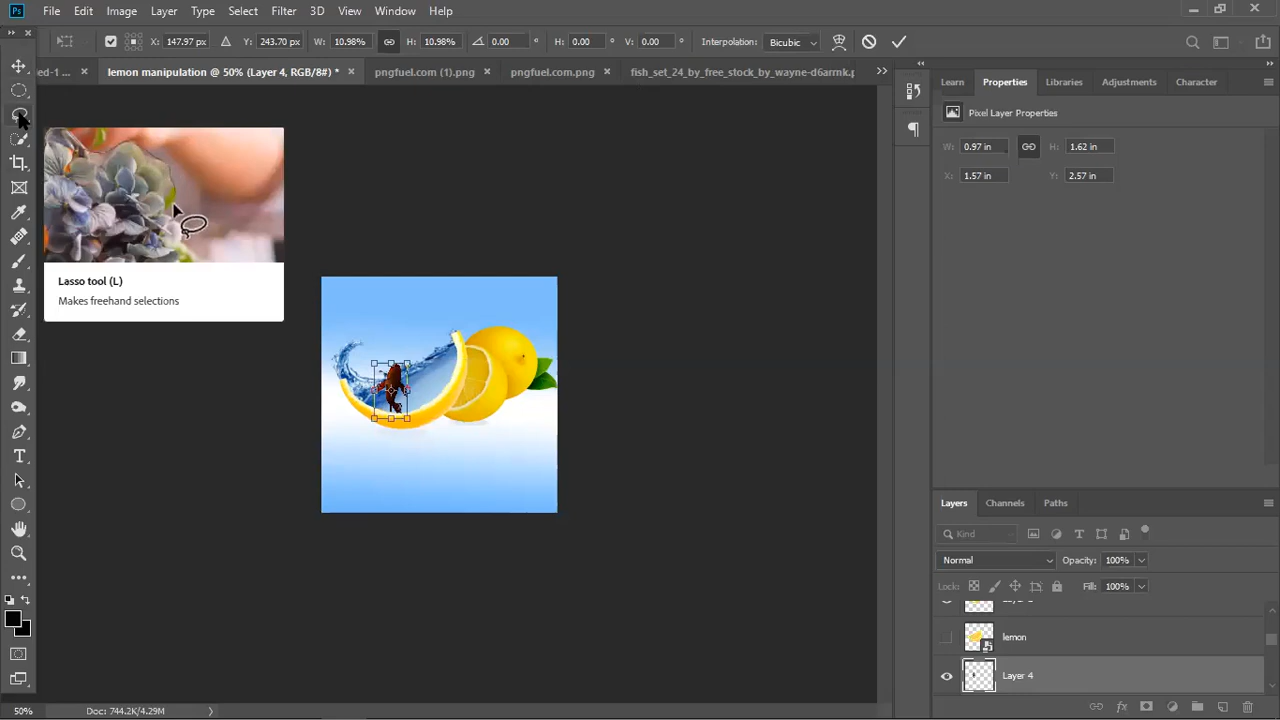 Ps File Edit Image Layer Type Select Filter 3D View Window Help
X: 147.97 px Y: 243.70 px W: 10.98% H: 10.98% 0.00 ° H: 0.00 ° V: 0.00 ° Interpolation: Bicubic
ed-1 ... × lemon manipulation @ 50% (Layer 4, RGB/8#) * × pngfuel.com (1).png × pngfuel.com.png × fish_set_24_by_free_stock_by_wayne-d6armk.p
Learn Properties Libraries Adjustments Character
Pixel Layer Properties
W: 0.97 in H: 1.62 in
X: 1.57 in Y: 2.57 in
Lasso tool (L)
Makes freehand selections
Layers Channels Paths
Kind
Normal Opacity: 100%
Lock: Fill: 100%
lemon
Layer 4
50% Doc: 744.2K/4.29M